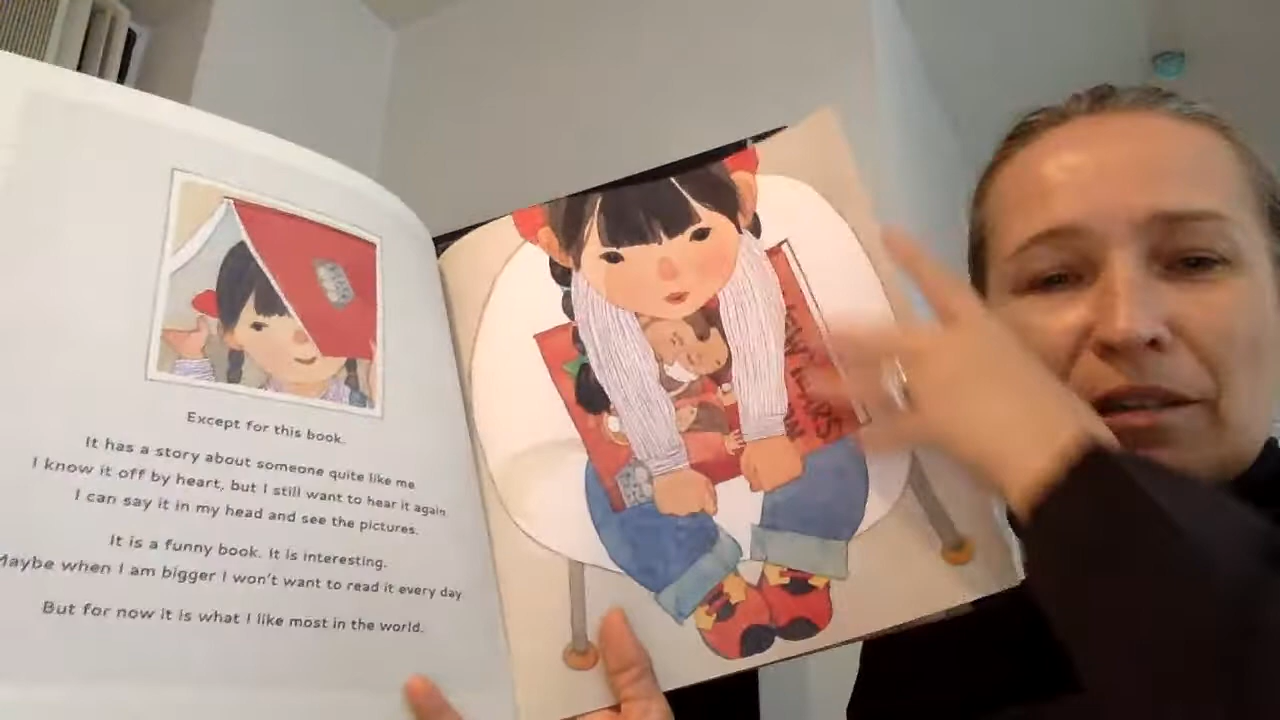 Except for this book.
It has a story about someone quite like me
I know it off by heart, but I still want to hear it again.
I can say it in my head and see the pictures.
It is a funny book. It is interesting.
Maybe when I am bigger I won't want to read it every day
But for now it is what I like most in the world.